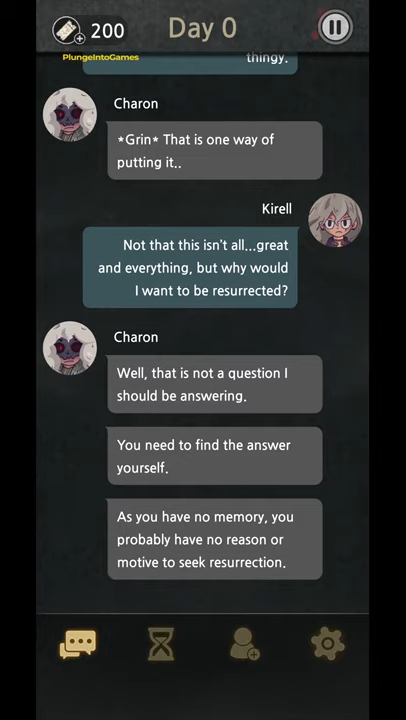 200
Day 0
PlungeIntoGames
thingy.
Charon
*Grin* That is one way of
putting it..
Kirell
Not that this isn't all...great
and everything, but why would
I want to be resurrected?
Charon
Well, that is not a question I
should be answering.
You need to find the answer
yourself.
As you have no memory, you
probably have no reason or
motive to seek resurrection.